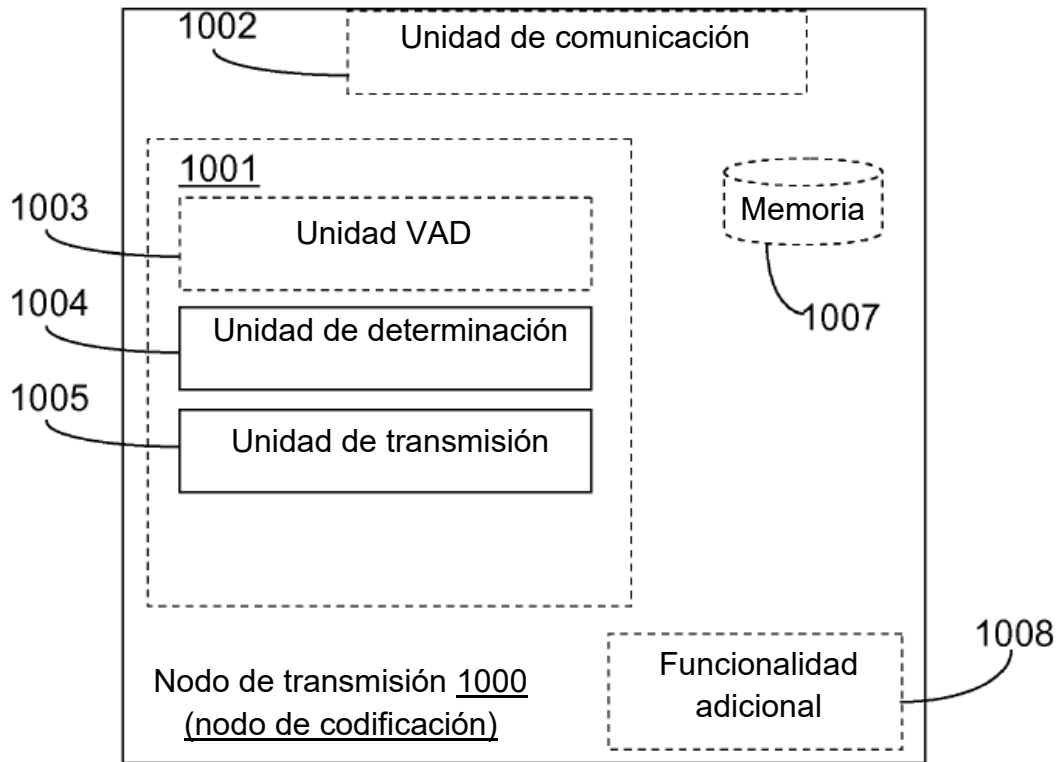 1002
Unidad de comunicación
1001
1003
Unidad VAD
Memoria
1004
Unidad de determinación
1007
1005
Unidad de transmisión
1008
Funcionalidad
adicional
Nodo de transmisión 1000
(nodo de codificación)